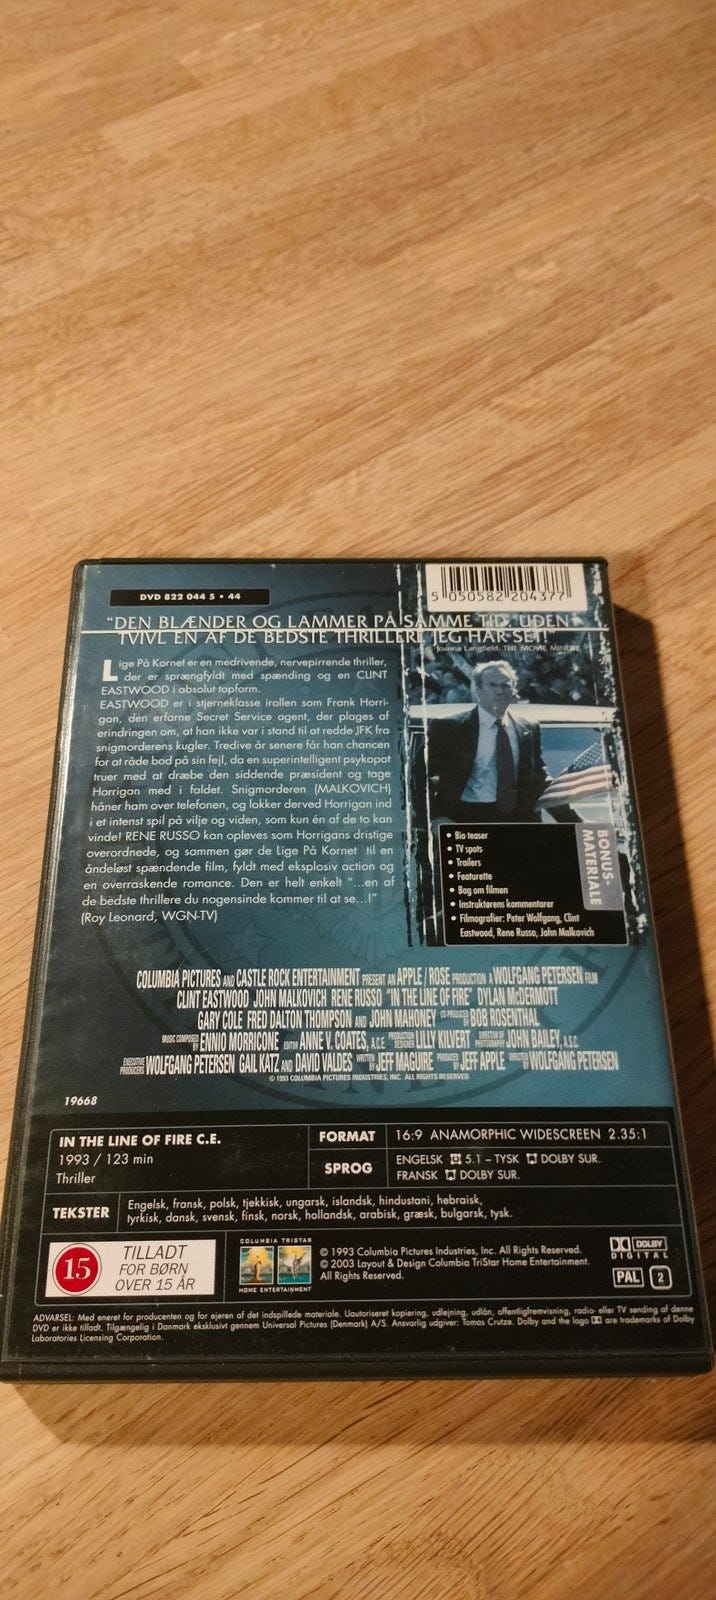 DVD 822 044 5 • 44
5 050582 204377
"DEN BLÆNDER OG LAMMER PÅ SAMME TID. UDEN
TVIVL EN AF DE BEDSTE THRILLERE JEG HAR SET!"
Joanna Langfield, THE MOVIE MINUTE
Lige På Kornet er en medrivende, nervepirrende thriller,
der er sprængfyldt med spænding og en CLINT
EASTWOOD i absolut topform.
EASTWOOD er i stjerneklasse irollen som Frank Horri-
gan, den erfarne Secret Service agent, der plages af
erindringen om, at han ikke var i stand til at redde JFK fra
snigmorderens kugler. Tredive år senere får han chancen
for at råde bod på sin fejl, da en superintelligent psykopat
truer med at dræbe den siddende præsident og tage
Horrigan med i faldet. Snigmorderen (MALKOVICH)
håner ham over telefonen, og lokker derved Horrigan ind
i et intenst spil på vilje og viden, som kun én af de to kan
vinde! RENE RUSSO kan opleves som Horrigans dristige
overordnede, og sammen gør de Lige På Kornet til en
åndeløst spændende film, fyldt med eksplosiv action og
en overraskende romance. Den er helt enkelt "...en af
de bedste thrillere du nogensinde kommer til at se...!"
(Roy Leonard, WGN-TV)
BONUS-
MATERIALE
• Bio teaser
• TV spots
• Trailers
• Featurette
• Bag om filmen
• Instruktørens kommentarer
• Filmografier: Peter Wolfgang, Clint
Eastwood, Rene Russo, John Malkovich
COLUMBIA PICTURES AND CASTLE ROCK ENTERTAINMENT PRESENT AN APPLE / ROSE PRODUCTION A WOLFGANG PETERSEN FILM
CLINT EASTWOOD JOHN MALKOVICH RENE RUSSO "IN THE LINE OF FIRE" DYLAN McDERMOTT
GARY COLE FRED DALTON THOMPSON AND JOHN MAHONEY CO-PRODUCED BY BOB ROSENTHAL
MUSIC COMPOSED BY ENNIO MORRICONE EDITOR ANNE V. COATES, A.C.E. PRODUCTION DESIGNER LILLY KILVERT DIRECTOR OF PHOTOGRAPHY JOHN BAILEY, A.S.C.
EXECUTIVE PRODUCERS WOLFGANG PETERSEN GAIL KATZ AND DAVID VALDES WRITTEN BY JEFF MAGUIRE PRODUCED BY JEFF APPLE DIRECTED BY WOLFGANG PETERSEN
© 1993 COLUMBIA PICTURES INDUSTRIES, INC. ALL RIGHTS RESERVED.
19668
IN THE LINE OF FIRE C.E.
1993 / 123 min
Thriller
FORMAT 16:9 ANAMORPHIC WIDESCREEN 2.35:1
SPROG ENGELSK 5.1 – TYSK DOLBY SUR.
FRANSK DOLBY SUR.
TEKSTER Engelsk, fransk, polsk, tjekkisk, ungarsk, islandsk, hindustani, hebraisk,
tyrkisk, dansk, svensk, finsk, norsk, hollandsk, arabisk, græsk, bulgarsk, tysk.
15 TILLADT
FOR BØRN
OVER 15 ÅR
COLUMBIA TRISTAR
HOME ENTERTAINMENT
© 1993 Columbia Pictures Industries, Inc. All Rights Reserved.
© 2003 Layout & Design Columbia TriStar Home Entertainment.
All Rights Reserved.
DOLBY
DIGITAL
PAL 2
ADVARSEL: Med eneret for producenten og for ejeren af det indspillede materiale. Uautoriseret kopiering, udlejning, udlån, offentligfremvisning, radio- eller TV sending af denne
DVD er ikke tilladt. Tilgængelig i Danmark eksklusivt gennem Universal Pictures (Denmark) A/S. Ansvarlig udgiver: Tomas Crutze. Dolby and the logo are trademarks of Dolby
Laboratories Licensing Corporation.